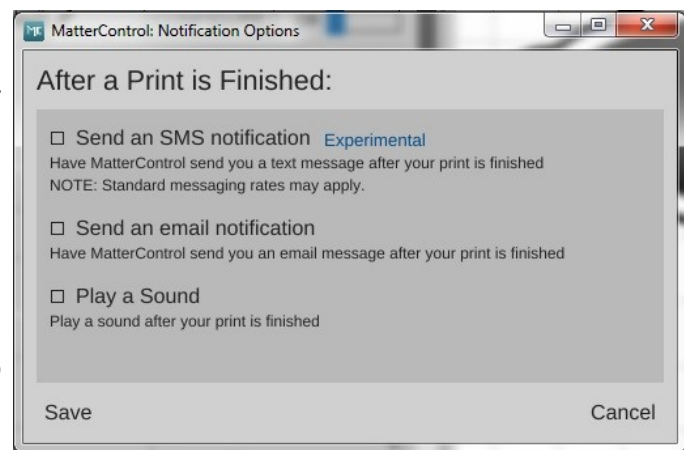 MC MatterControl: Notification Options
After a Print is Finished:
Send an SMS notification Experimental
Have MatterControl send you a text message after your print is finished
NOTE: Standard messaging rates may apply.
Send an email notification
Have MatterControl send you an email message after your print is finished
Play a Sound
Play a sound after your print is finished
Save Cancel